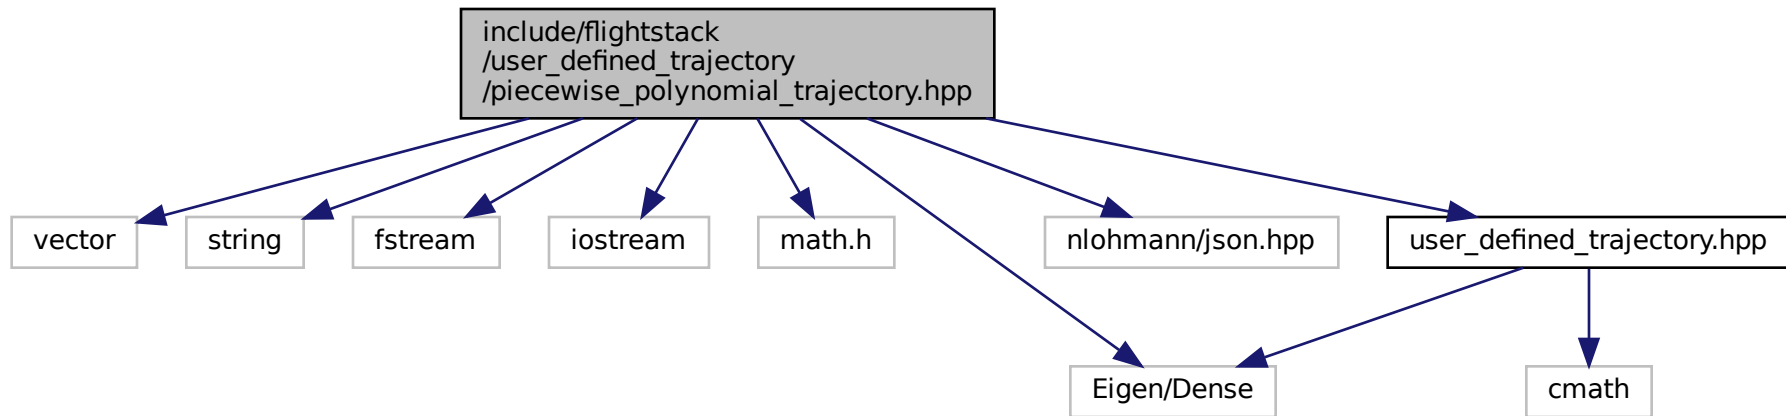 include/flightstack
/user_defined_trajectory
/piecewise_polynomial_trajectory.hpp
vector
string
fstream
iostream
math.h
nlohmann/json.hpp
user_defined_trajectory.hpp
Eigen/Dense
cmath